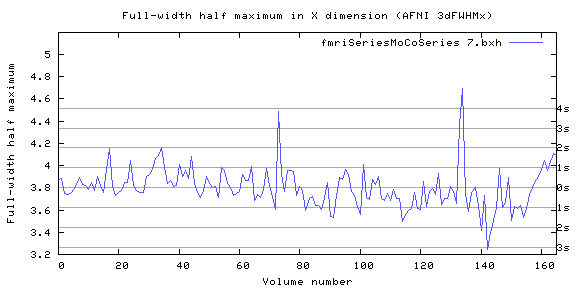 Full-width half maximum in X dimension (AFNI 3dFWHMx)
fmriSeriesMoCoSeries 7.bxh
Full-width half maximum
5
4.8
4.6
4.4
4.2
4
3.8
3.6
3.4
3.2
4s
3s
2s
1s
0s
1s
2s
3s
0 20 40 60 80 100 120 140 160
Volume number